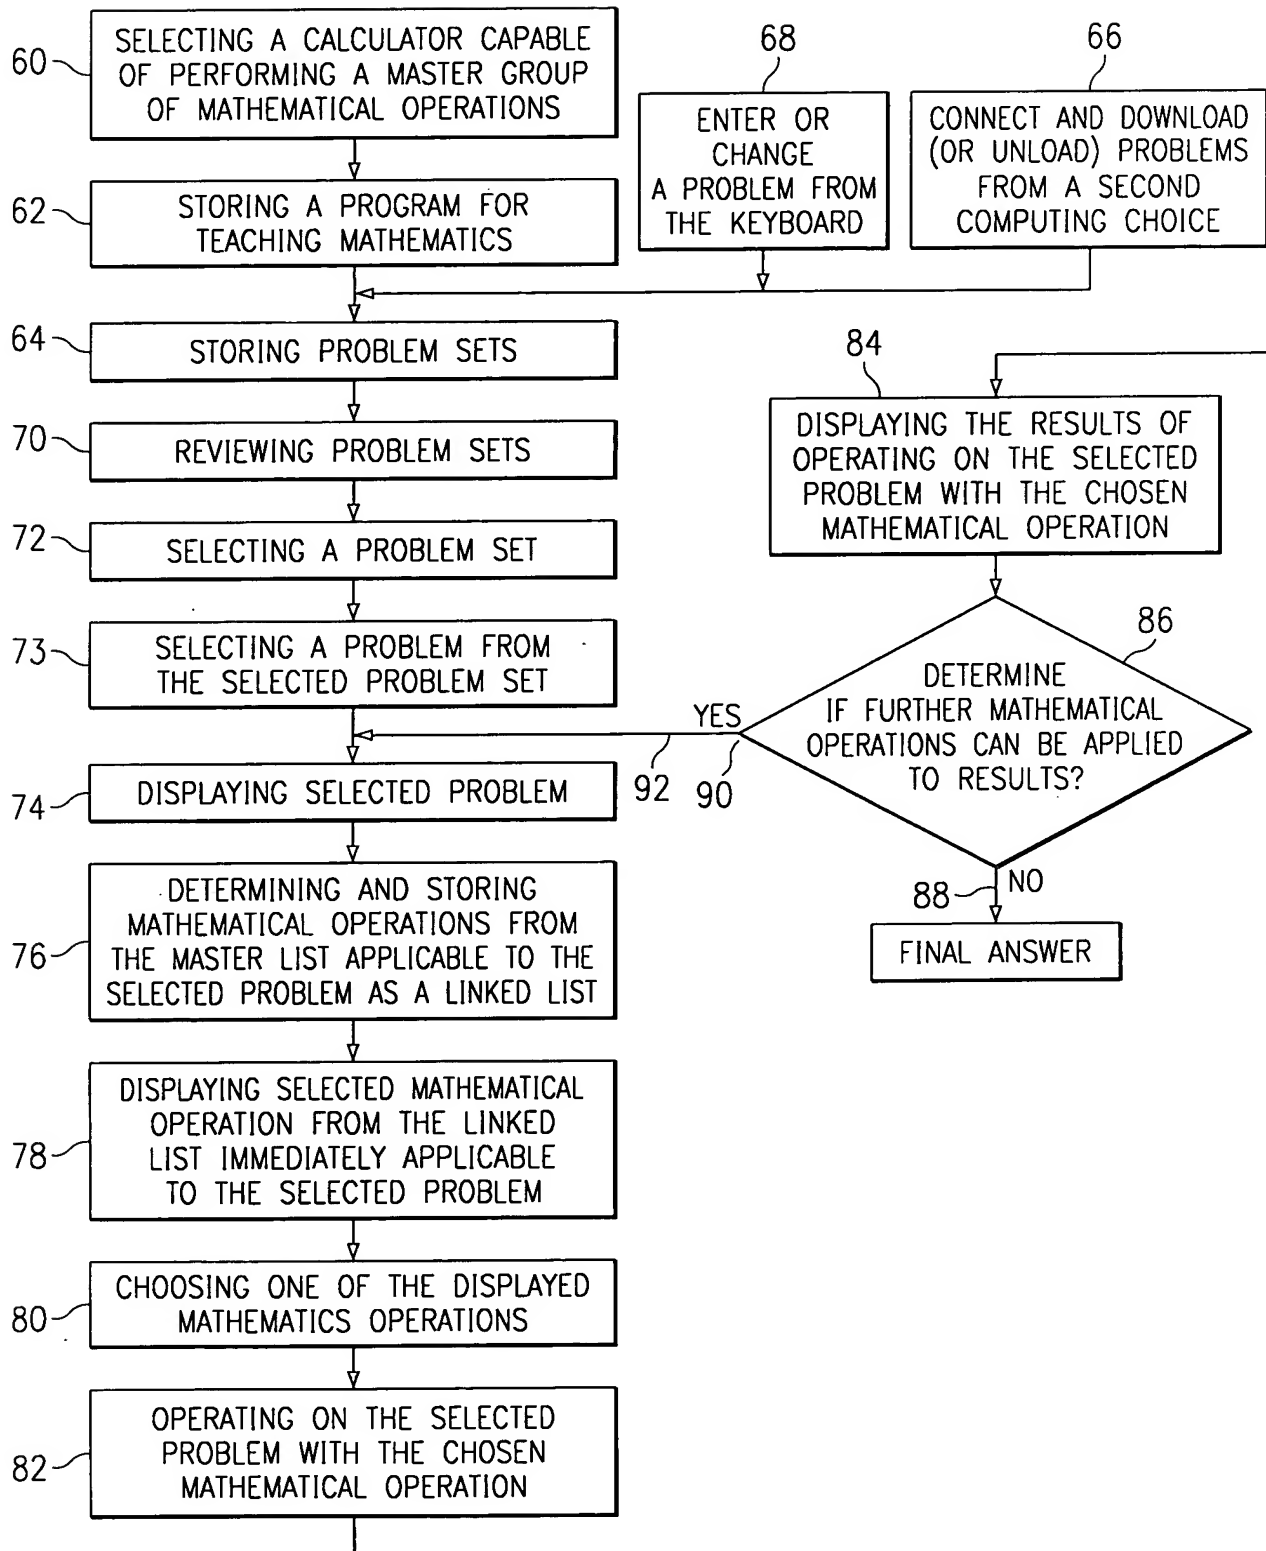 60
SELECTING A CALCULATOR CAPABLE
OF PERFORMING A MASTER GROUP
OF MATHEMATICAL OPERATIONS
62
STORING A PROGRAM FOR
TEACHING MATHEMATICS
68
ENTER OR
CHANGE
A PROBLEM FROM
THE KEYBOARD
66
CONNECT AND DOWNLOAD
(OR UNLOAD) PROBLEMS
FROM A SECOND
COMPUTING CHOICE
64
STORING PROBLEM SETS
70
REVIEWING PROBLEM SETS
72
SELECTING A PROBLEM SET
73
SELECTING A PROBLEM FROM
THE SELECTED PROBLEM SET
74
DISPLAYING SELECTED PROBLEM
76
DETERMINING AND STORING
MATHEMATICAL OPERATIONS FROM
THE MASTER LIST APPLICABLE TO THE
SELECTED PROBLEM AS A LINKED LIST
78
DISPLAYING SELECTED MATHEMATICAL
OPERATION FROM THE LINKED
LIST IMMEDIATELY APPLICABLE
TO THE SELECTED PROBLEM
80
CHOOSING ONE OF THE DISPLAYED
MATHEMATICS OPERATIONS
82
OPERATING ON THE SELECTED
PROBLEM WITH THE CHOSEN
MATHEMATICAL OPERATION
84
DISPLAYING THE RESULTS OF
OPERATING ON THE SELECTED
PROBLEM WITH THE CHOSEN
MATHEMATICAL OPERATION
86
DETERMINE
IF FURTHER MATHEMATICAL
OPERATIONS CAN BE APPLIED
TO RESULTS?
YES
92
90
88
NO
FINAL ANSWER